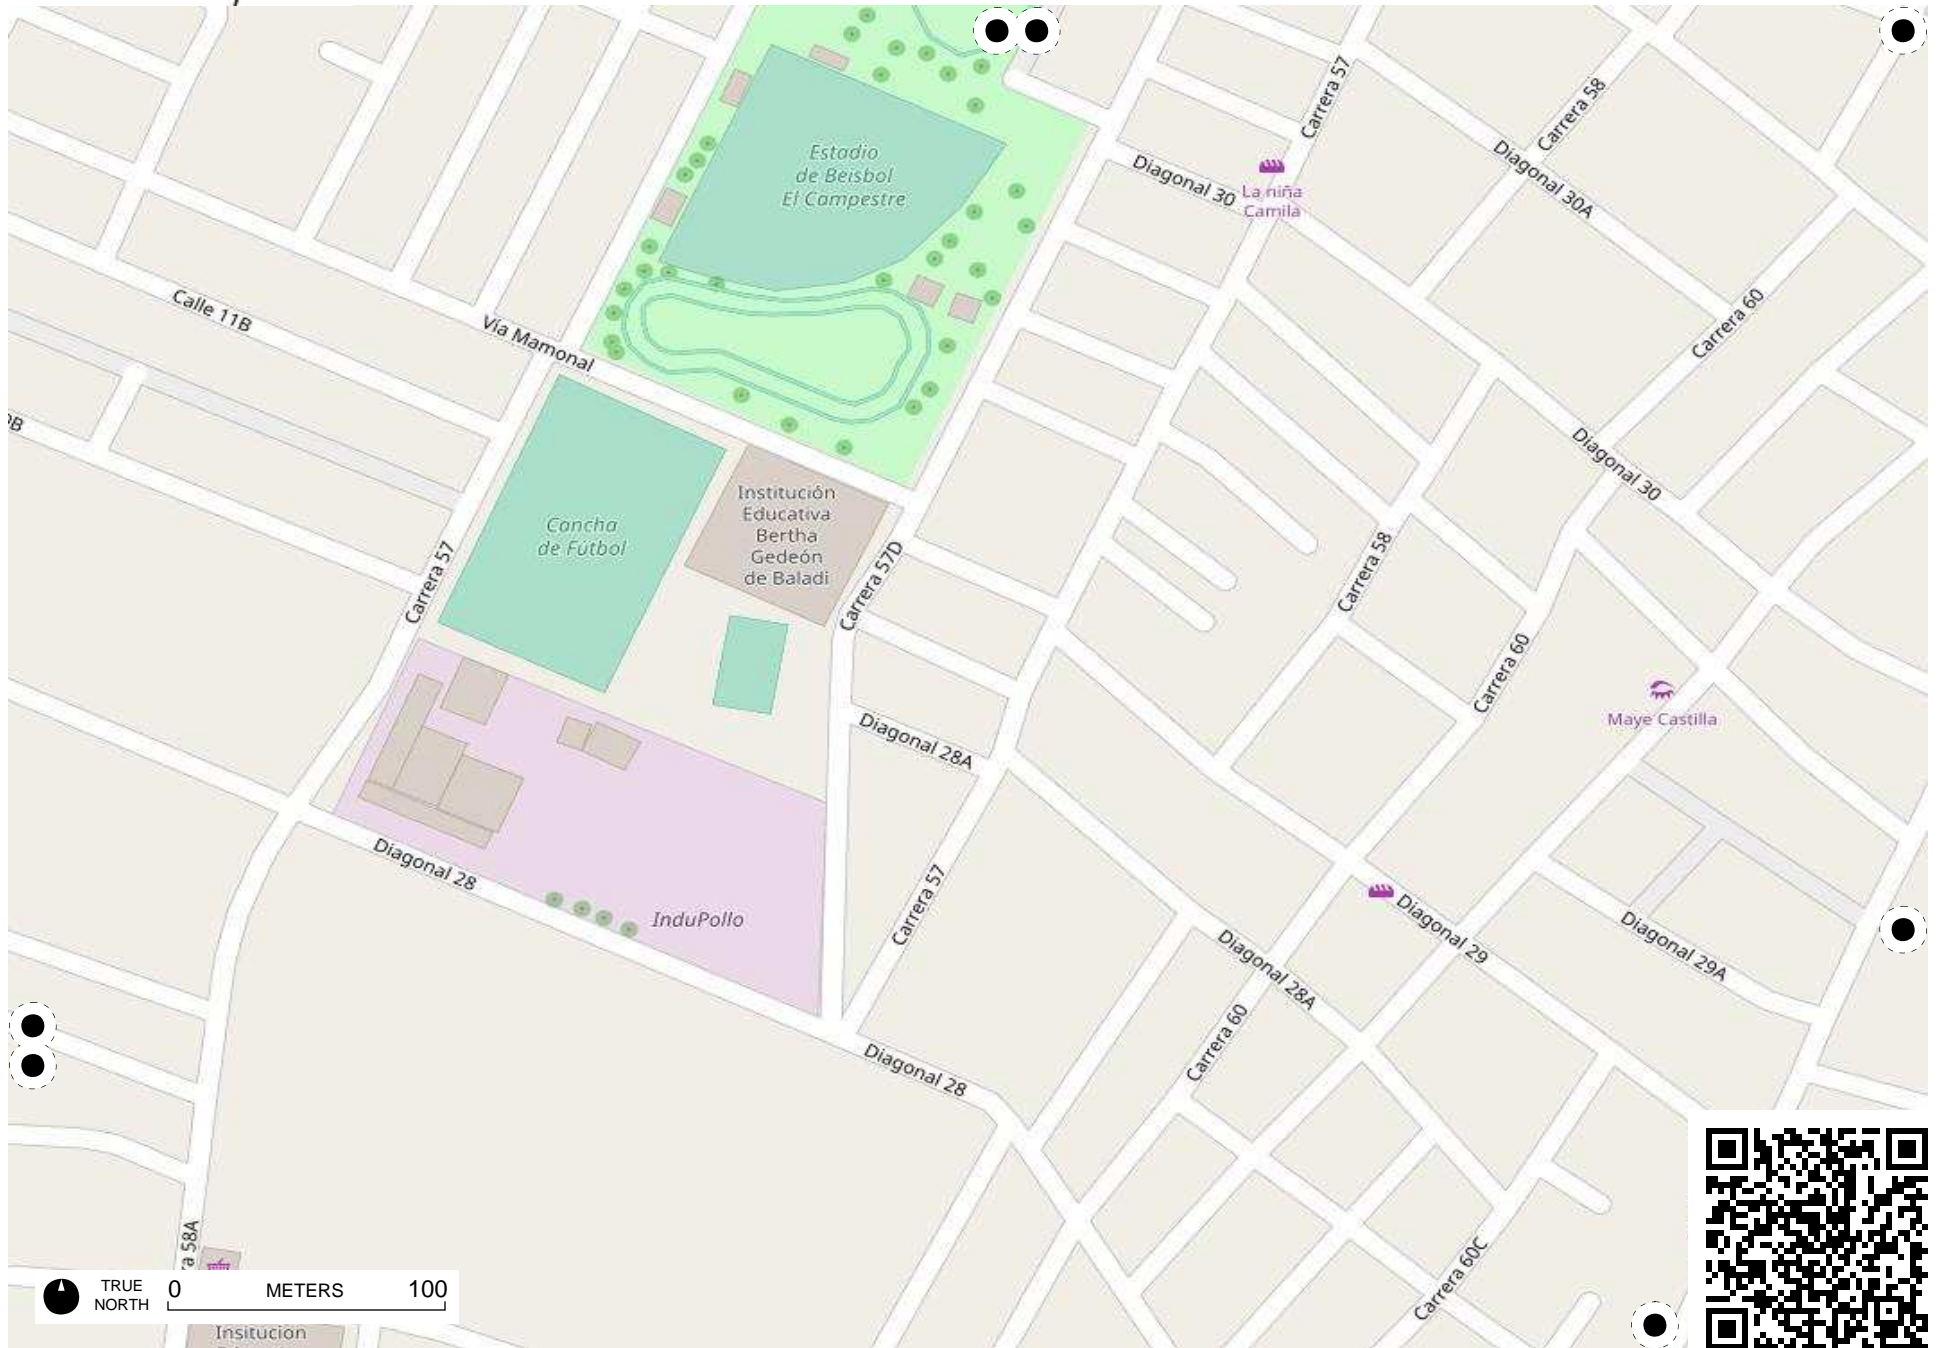 Carrera 57
Carrera 58
Estadio
de Beisbol
El Campestre
Diagonal 30
La niña
Camila
Diagonal 30A
Calle 11B
Vía Mamonal
Carrera 60
Diagonal 30
Institución
Educativa
Bertha
Gedeón
de Baladi
Cancha
de Fútbol
Carrera 57
Carrera 57D
Carrera 58
Carrera 60
Maye Castilla
Diagonal 28A
Diagonal 28
InduPollo
Carrera 57
Diagonal 29
Diagonal 29A
Diagonal 28A
Carrera 60
Diagonal 28
Carrera 60C
TRUE
NORTH
0 METERS 100
Insitucion